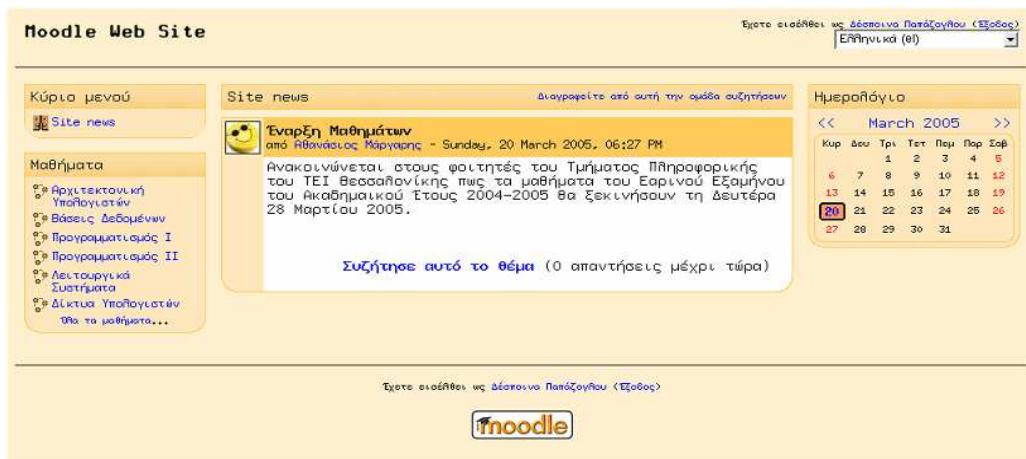 Moodle Web Site
Έχετε εισέλθει ως Δέσποινα Παπάζογλου (Έξοδος)
Ελληνικά (el)
Κύριο μενού
Site news
Μαθήματα
Αρχιτεκτονική
Υπολογιστών
Βάσεις Δεδομένων
Προγραμματισμός Ι
Προγραμματισμός ΙΙ
Λειτουργικά
Συστήματα
Δίκτυα Υπολογιστών
Όλα τα μαθήματα...
Site news
Διαγραφείτε από αυτή την ομάδα συζητήσεων
Έναρξη Μαθημάτων
από Αθανάσιος Μάργαρης - Sunday, 20 March 2005, 06:27 PM
Ανακοινώνεται στους φοιτητές του Τμήματος Πληροφορικής
του ΤΕΙ Θεσσαλονίκης πως τα μαθήματα του Εαρινού Εξαμήνου
του Ακαδημαικού Έτους 2004-2005 θα ξεκινήσουν τη Δευτέρα
28 Μαρτίου 2005.
Συζήτησε αυτό το θέμα (0 απαντήσεις μέχρι τώρα)
Ημερολόγιο
<< March 2005 >>
Κυρ Δευ Τρι Τετ Πεμ Παρ Σαβ
1 2 3 4 5
6 7 8 9 10 11 12
13 14 15 16 17 18 19
20 21 22 23 24 25 26
27 28 29 30 31
Έχετε εισέλθει ως Δέσποινα Παπάζογλου (Έξοδος)
moodle